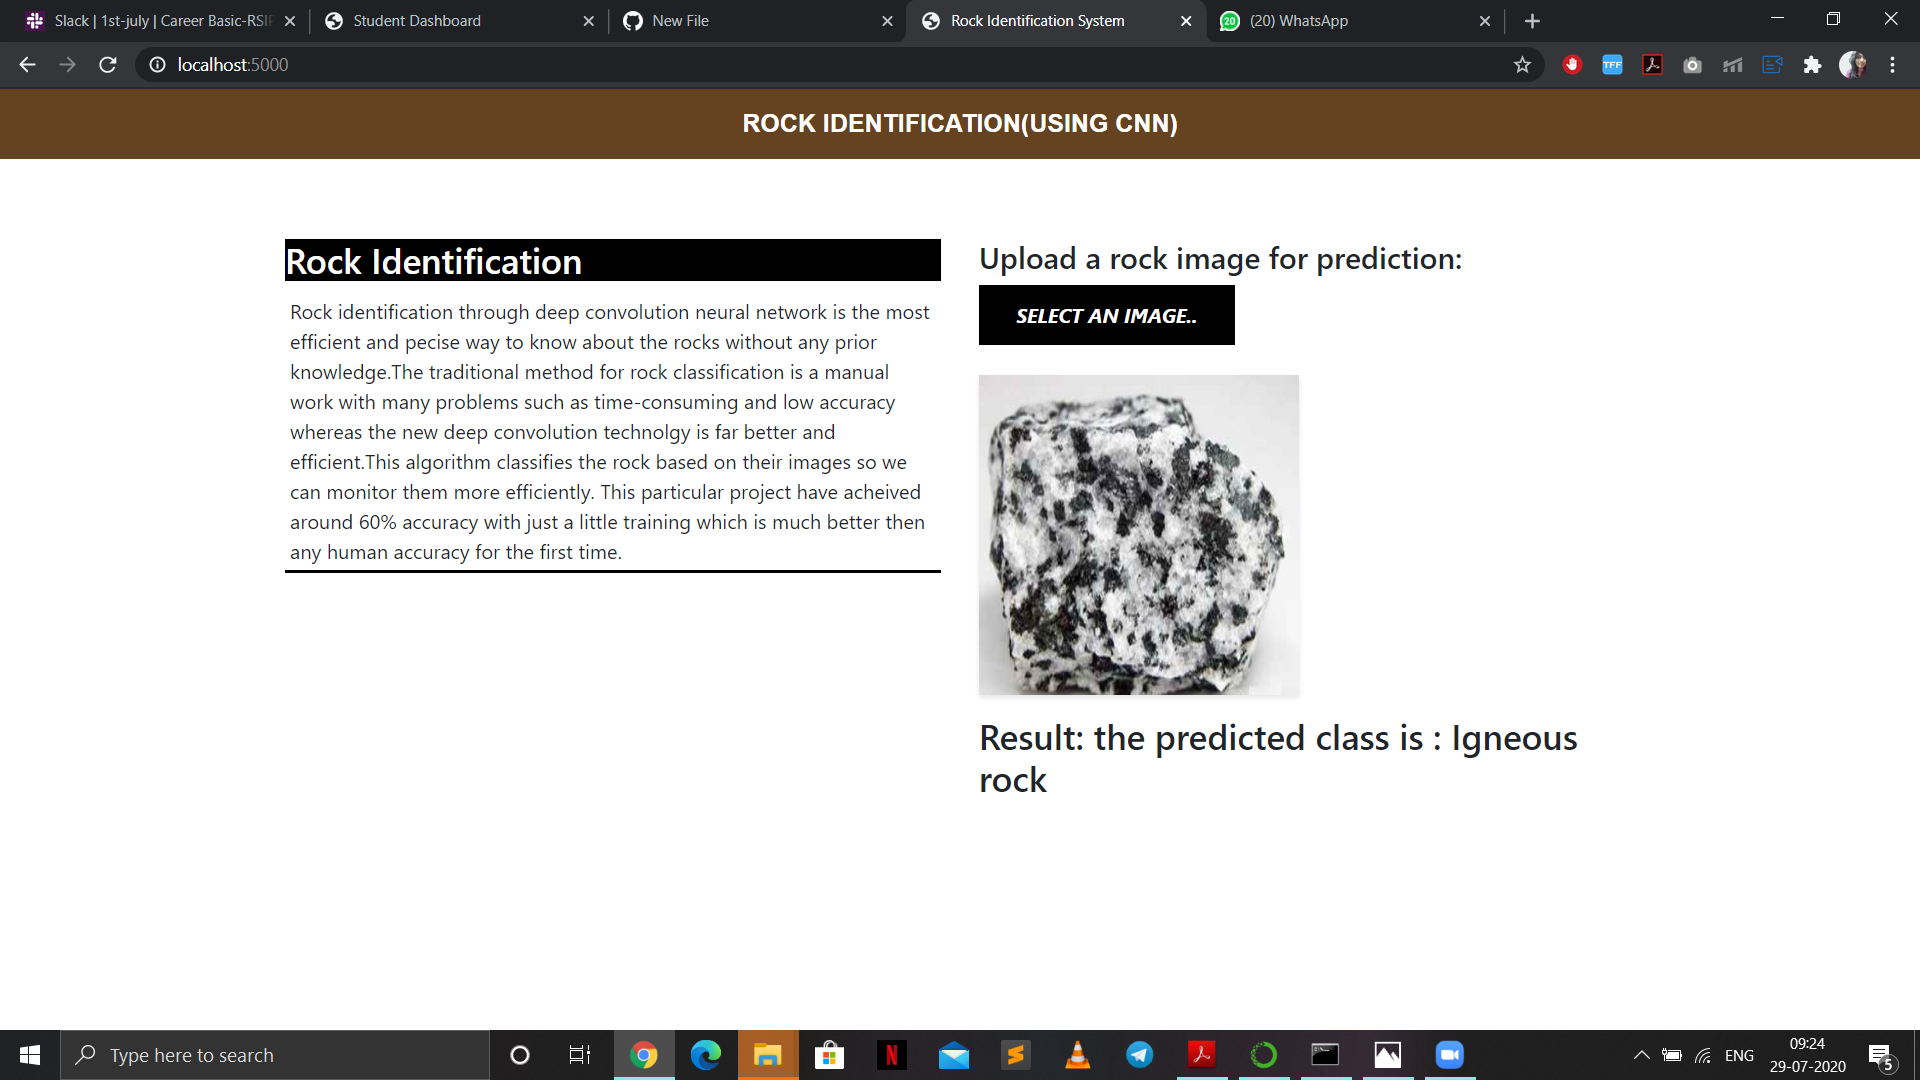 Slack | 1st-july | Career Basic-RSIP
Student Dashboard
New File
Rock Identification System
20
(20) WhatsApp
localhost:5000
TFF
ROCK IDENTIFICATION(USING CNN)
Rock Identification
Rock identification through deep convolution neural network is the most
efficient and pecise way to know about the rocks without any prior
knowledge.The traditional method for rock classification is a manual
work with many problems such as time-consuming and low accuracy
whereas the new deep convolution technolgy is far better and
efficient.This algorithm classifies the rock based on their images so we
can monitor them more efficiently. This particular project have acheived
around 60% accuracy with just a little training which is much better then
any human accuracy for the first time.
Upload a rock image for prediction:
SELECT AN IMAGE..
Result: the predicted class is : Igneous
rock
Type here to search
N
ENG
09:24
29-07-2020
5